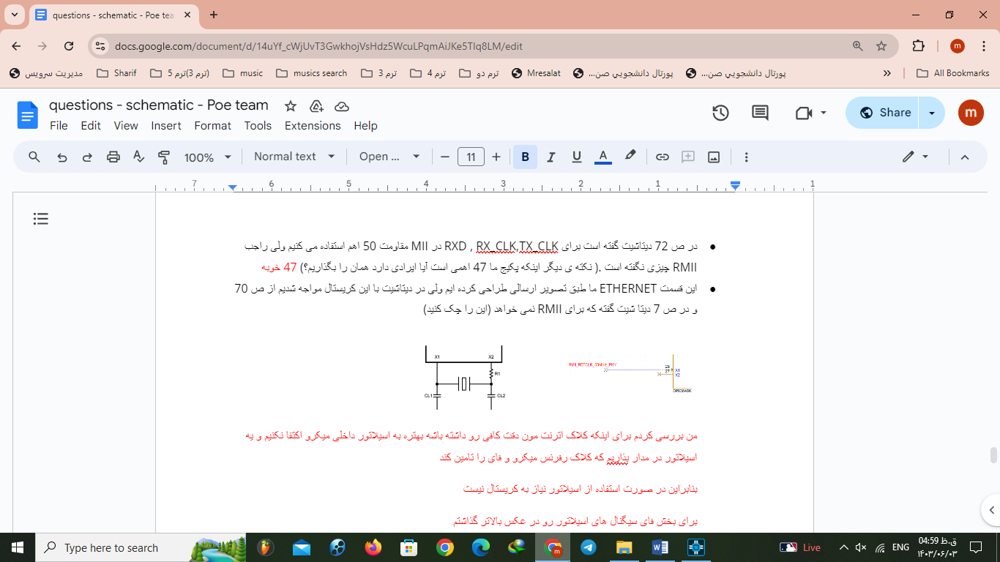 questions - schematic - Poe tea
docs.google.com/document/d/14uYf_cWjUvT3GwkhojVsHdz5WcuLPqmAiJKe5TIq8LM/edit
m
مدیریت سرویس
Sharif
ترم 5(ترم 3)
music
musics search
ترم 3
ترم 4
ترم دو
Mresalat
پورتال دانشجويي صن...
پورتال دانشجويي صن...
All Bookmarks
questions - schematic - Poe team
Share
m
File Edit View Insert Format Tools Extensions Help
100% Normal text Open ... 11 B I U A
7 6 5 4 3 2 1 1
در ص 72 دیتاشیت گفته است برای RXD , RX_CLK,TX_CLK در MII مقاومت 50 اهم استفاده می کنیم ولی راجب
RMII چیزی نگفته است .( نکته ی دیگر اینکه پکیج ما 47 اهمی است آیا ایرادی دارد همان را بگذاریم؟) 47 خوبه
این قسمت ETHERNET ما طبق تصویر ارسالی طراحی کرده ایم ولی در دیتاشیت با این کریستال مواجه شدیم از ص 70
و در ص 7 دیتا شیت گفته که برای RMII نمی خواهد (این را چک کنید)
X1 X2
R1
CL1 CL2
RMII_REFCLK_50MHz_PHY
28
27
X1
X2
DP83848K
من بررسی کردم برای اینکه کلاک اترنت مون دقت کافی رو داشته باشه بهتره به اسیلاتور داخلی میکرو اکتفا نکنیم و یه
اسیلاتور در مدار بذاریم که کلاک رفرنس میکرو و فای را تامین کند
بنابراین در صورت استفاده از اسیلاتور نیاز به کریستال نیست
برای بخش فای سیگنال های اسیلاتور رو در عکس بالاتر گذاشتم
Type here to search
m
Live
ENG
04:59 ق.ظ
۱۴۰۳/۰۶/۰۳